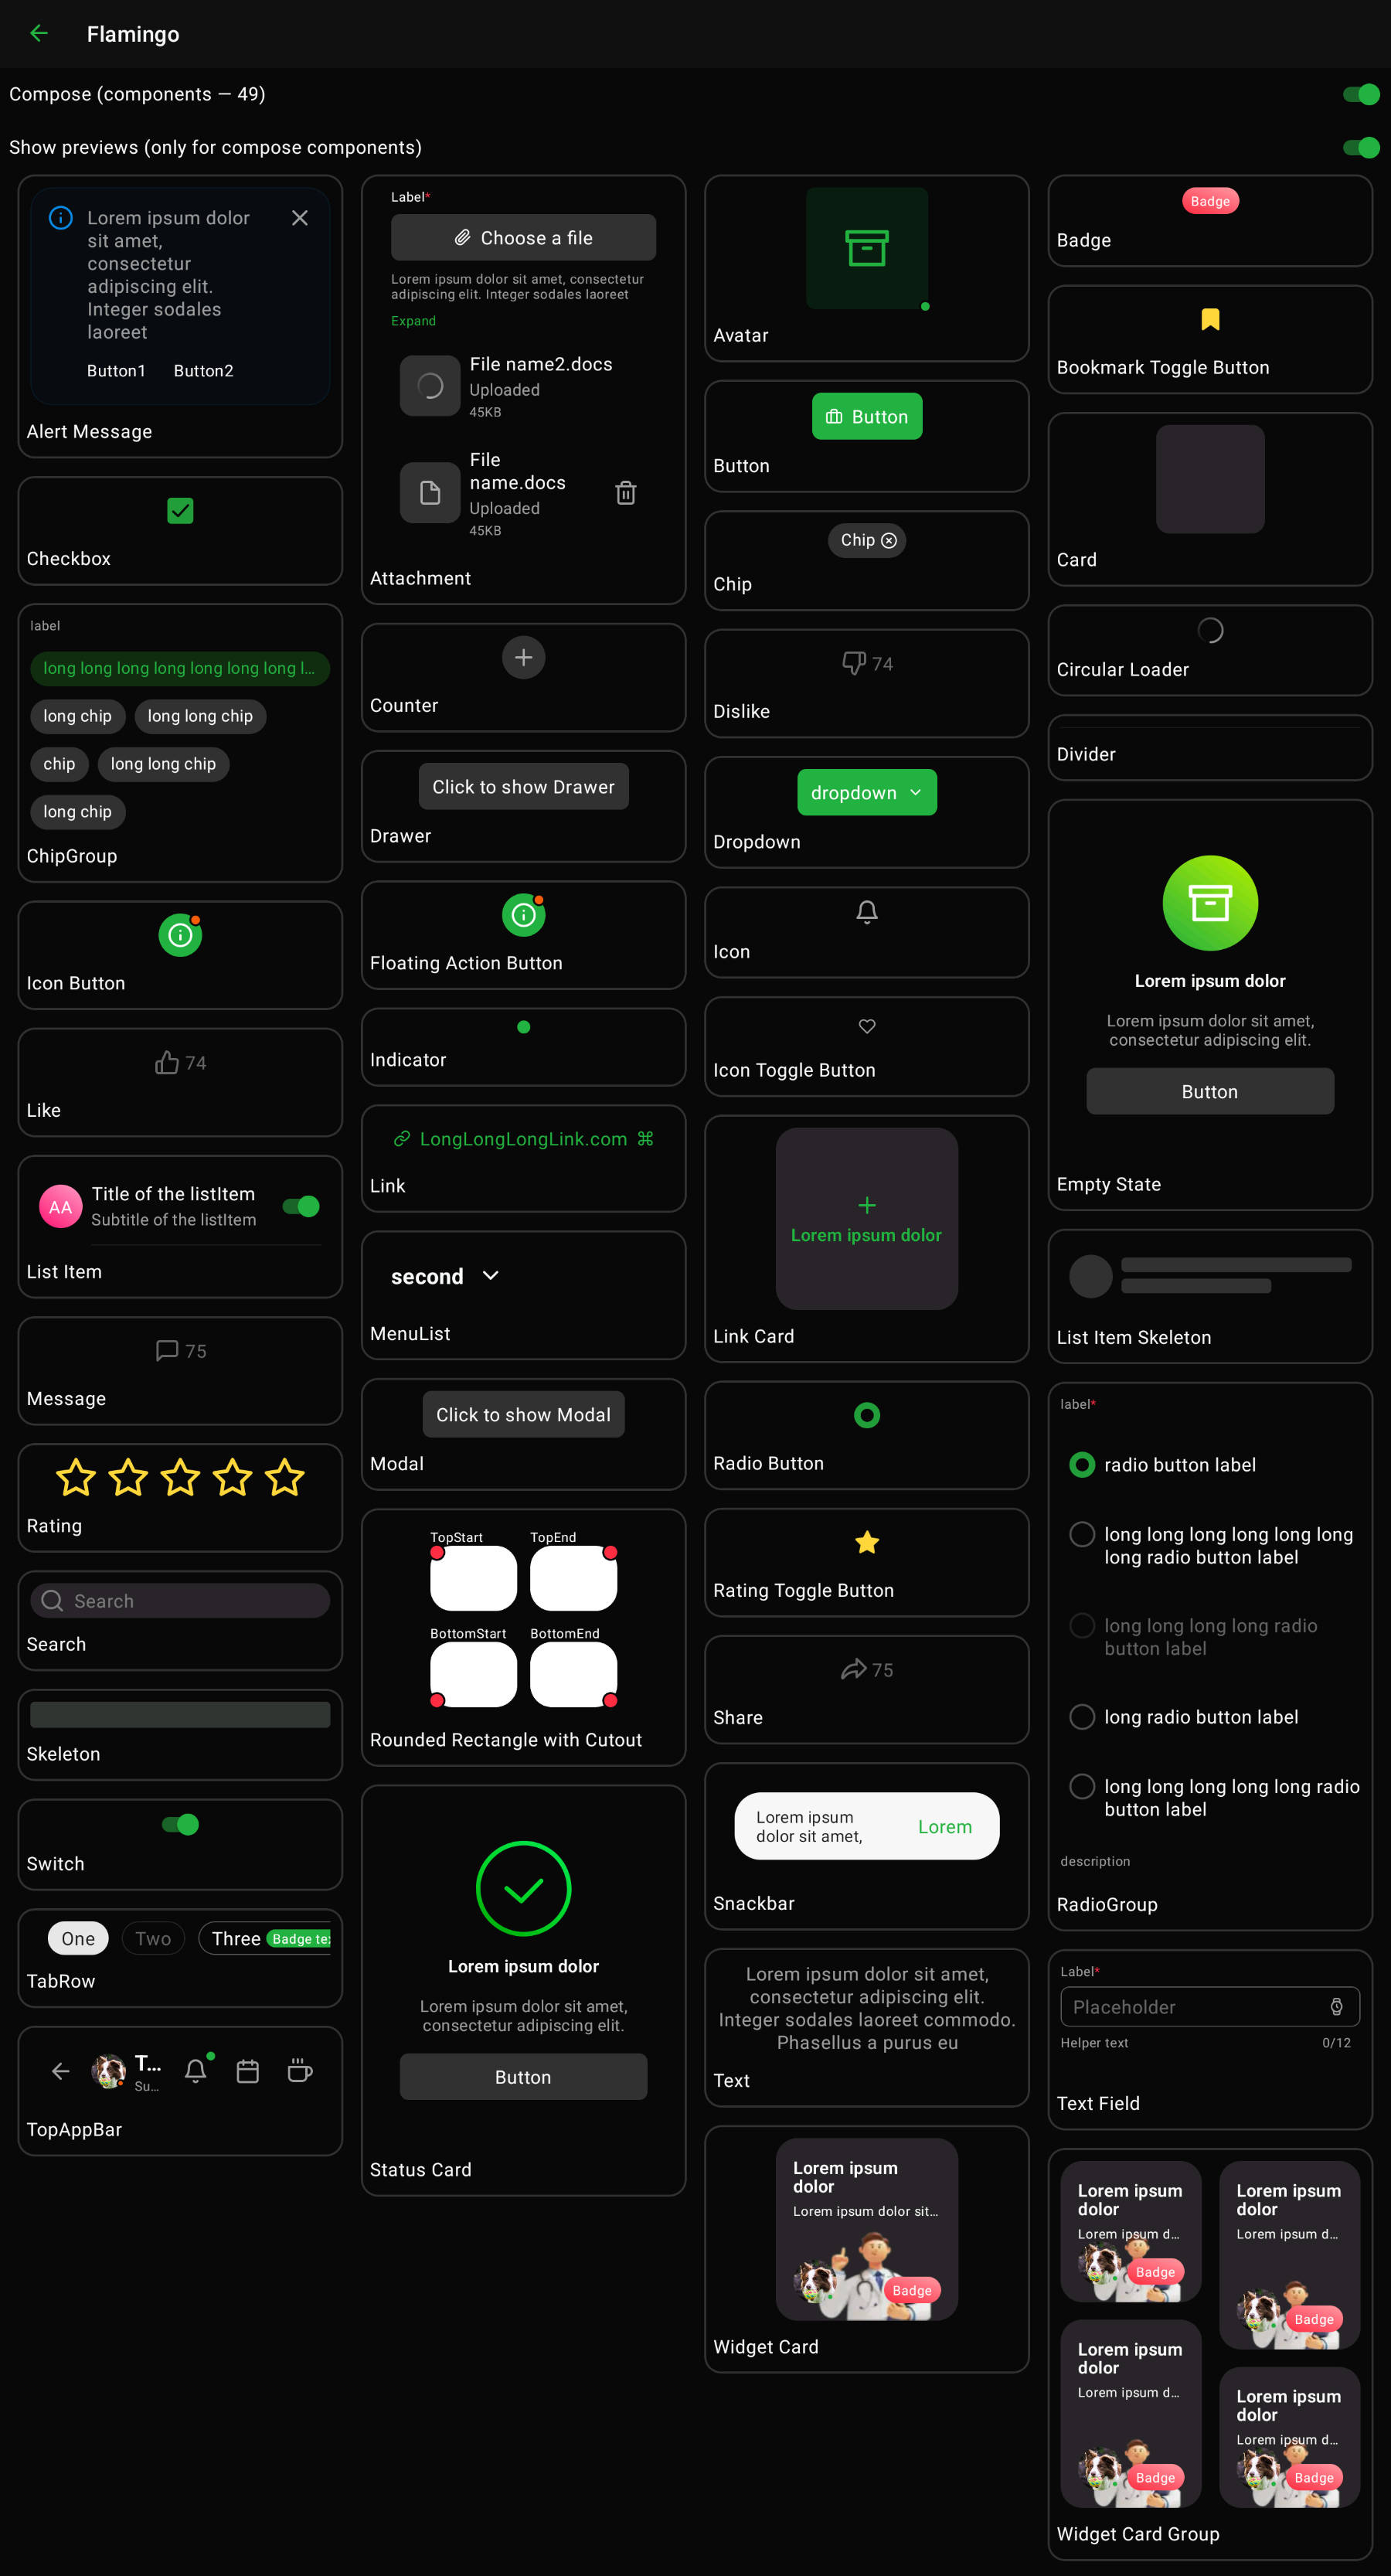 Flamingo
Compose (components — 49)
Show previews (only for compose components)
Lorem ipsum dolor
sit amet,
consectetur
adipiscing elit.
Integer sodales
laoreet
Button1 Button2
Alert Message
Checkbox
label
long long long long long long long l...
long chip long long chip
chip long long chip
long chip
ChipGroup
Icon Button
74
Like
AA
Title of the listItem
Subtitle of the listItem
List Item
75
Message
Rating
Search
Search
Skeleton
Switch
One Two Three Badge te
TabRow
T...
Su...
TopAppBar
Label*
Choose a file
Lorem ipsum dolor sit amet, consectetur
adipiscing elit. Integer sodales laoreet
Expand
File name2.docs
Uploaded
45KB
File
name.docs
Uploaded
45KB
Attachment
Counter
Click to show Drawer
Drawer
Floating Action Button
Indicator
LongLongLongLink.com ⌘
Link
second
MenuList
Click to show Modal
Modal
TopStart TopEnd
BottomStart BottomEnd
Rounded Rectangle with Cutout
Lorem ipsum dolor
Lorem ipsum dolor sit amet,
consectetur adipiscing elit.
Button
Status Card
Avatar
Button
Button
Chip
Chip
74
Dislike
dropdown
Dropdown
Icon
Icon Toggle Button
Lorem ipsum dolor
Link Card
Radio Button
Rating Toggle Button
75
Share
Lorem ipsum
dolor sit amet,
Lorem
Snackbar
Lorem ipsum dolor sit amet,
consectetur adipiscing elit.
Integer sodales laoreet commodo.
Phasellus a purus eu
Text
Lorem ipsum
dolor
Lorem ipsum dolor sit...
Badge
Widget Card
Badge
Badge
Bookmark Toggle Button
Card
Circular Loader
Divider
Lorem ipsum dolor
Lorem ipsum dolor sit amet,
consectetur adipiscing elit.
Button
Empty State
List Item Skeleton
label*
radio button label
long long long long long long
long radio button label
long long long long radio
button label
long radio button label
long long long long long radio
button label
description
RadioGroup
Label*
Placeholder
Helper text 0/12
Text Field
Lorem ipsum
dolor
Lorem ipsum d...
Badge
Lorem ipsum
dolor
Lorem ipsum d...
Badge
Lorem ipsum
dolor
Lorem ipsum d...
Badge
Lorem ipsum
dolor
Lorem ipsum d...
Badge
Widget Card Group